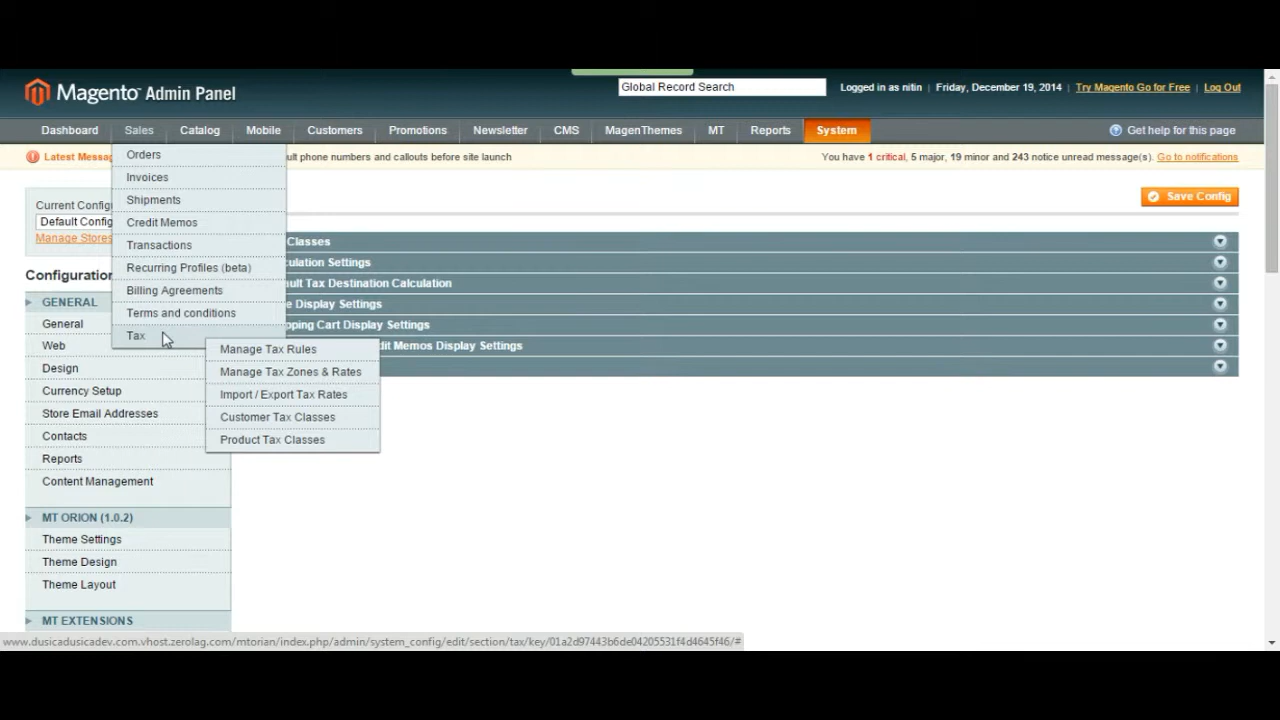 Magento Admin Panel
Global Record Search
Logged in as nitin | Friday, December 19, 2014 | Try Magento Go for Free | Log Out
Dashboard Sales Catalog Mobile Customers Promotions Newsletter CMS MagenThemes MT Reports System Get help for this page
Latest Messa
ult phone numbers and callouts before site launch
You have 1 critical, 5 major, 19 minor and 243 notice unread message(s). Go to notifications
Orders
Invoices
Shipments
Credit Memos
Transactions
Recurring Profiles (beta)
Billing Agreements
Terms and conditions
Tax
Manage Tax Rules
Manage Tax Zones & Rates
Import / Export Tax Rates
Customer Tax Classes
Product Tax Classes
Current Config
Default Config
Manage Stores
Save Config
Configuration
GENERAL
General
Web
Design
Currency Setup
Store Email Addresses
Contacts
Reports
Content Management
MT ORION (1.0.2)
Theme Settings
Theme Design
Theme Layout
MT EXTENSIONS
Classes
ulation Settings
ult Tax Destination Calculation
e Display Settings
pping Cart Display Settings
dit Memos Display Settings
www.dusicadusicadev.com.vhost.zerolag.com/mtorian/index.php/admin/system_config/edit/section/tax/key/01a2d97443b6de04205531f4d4645f46/#